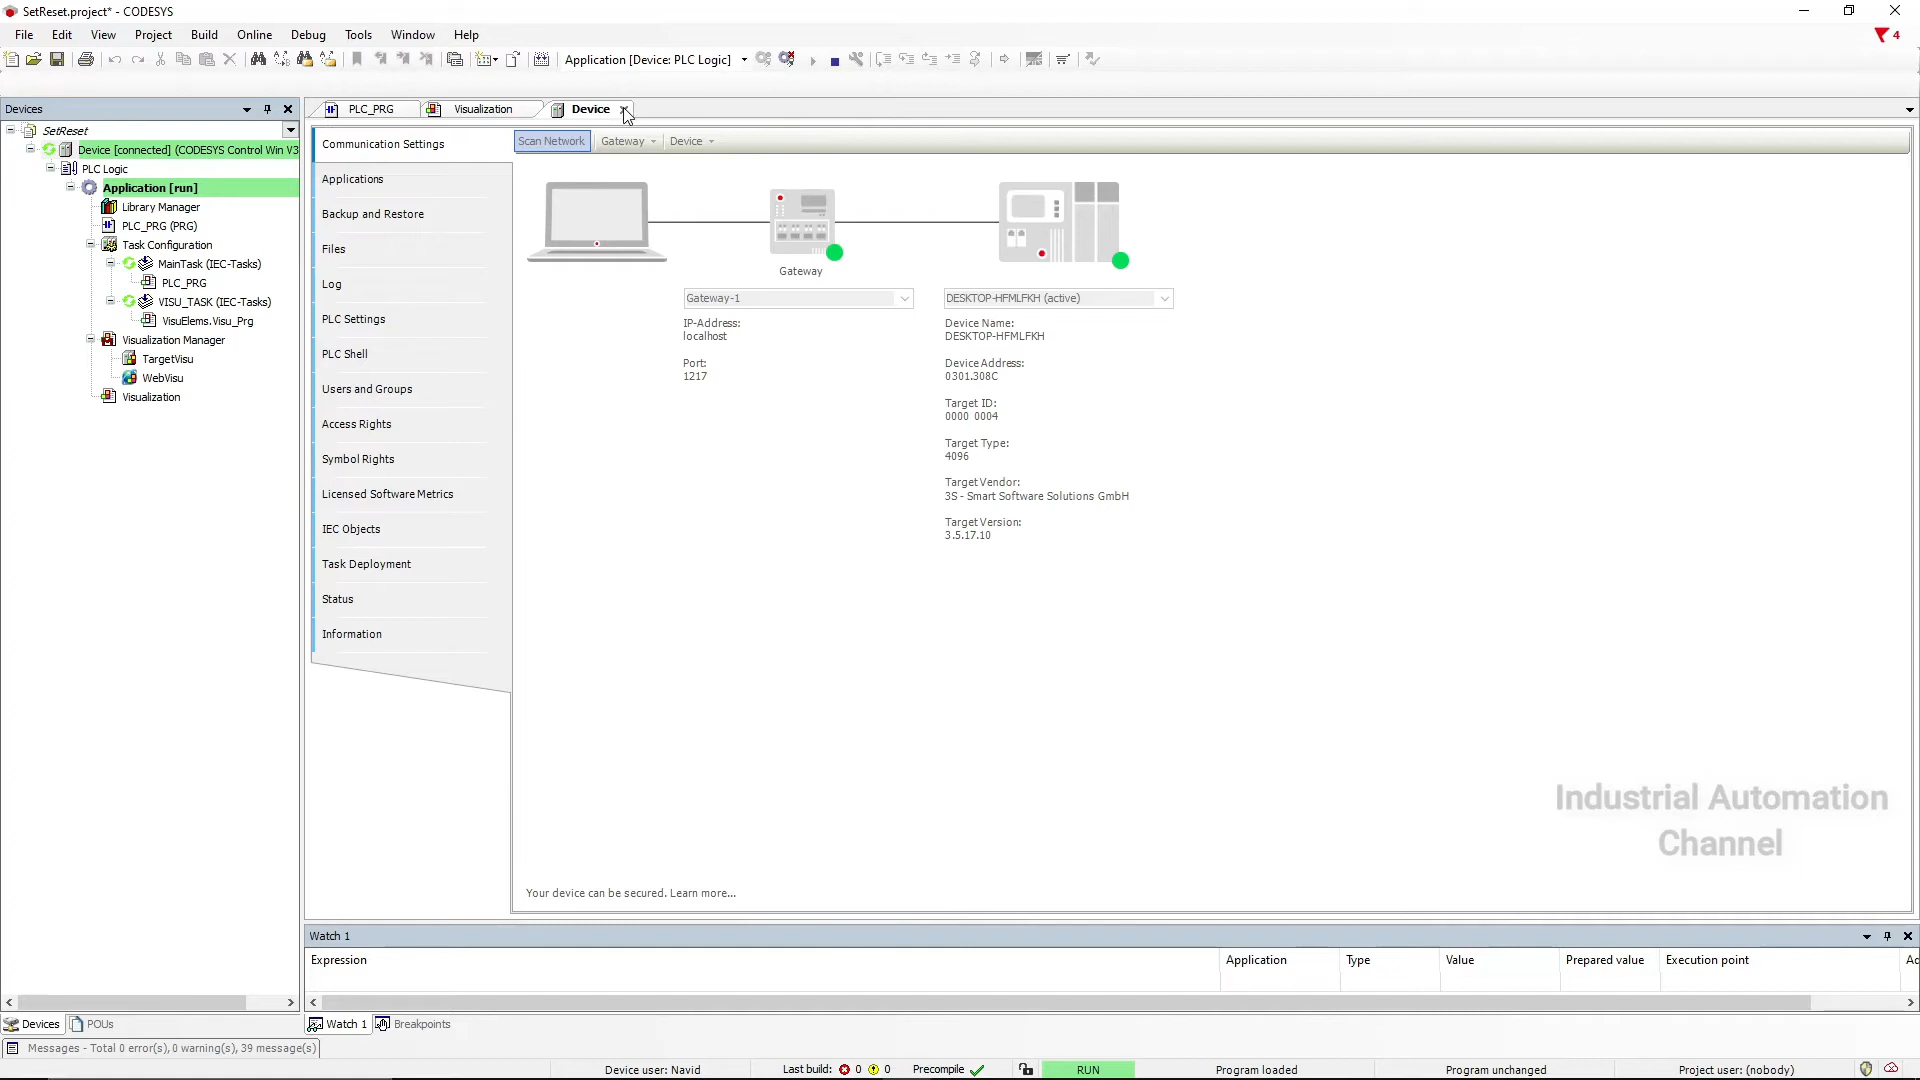 SetReset.project* - CODESYS
File Edit View Project Build Online Debug Tools Window Help
4
Application [Device: PLC Logic]
Devices
PLC_PRG Visualization Device
SetReset
Device [connected] (CODESYS Control Win V3
PLC Logic
Application [run]
Library Manager
PLC_PRG (PRG)
Task Configuration
MainTask (IEC-Tasks)
PLC_PRG
VISU_TASK (IEC-Tasks)
VisuElems.Visu_Prg
Visualization Manager
TargetVisu
WebVisu
Visualization
Communication Settings
Applications
Backup and Restore
Files
Log
PLC Settings
PLC Shell
Users and Groups
Access Rights
Symbol Rights
Licensed Software Metrics
IEC Objects
Task Deployment
Status
Information
Scan Network Gateway Device
Gateway
Gateway-1
IP-Address:
localhost
Port:
1217
DESKTOP-HFMLFKH (active)
Device Name:
DESKTOP-HFMLFKH
Device Address:
0301.308C
Target ID:
0000 0004
Target Type:
4096
Target Vendor:
3S - Smart Software Solutions GmbH
Target Version:
3.5.17.10
Industrial Automation
Channel
Your device can be secured. Learn more...
Watch 1
Expression Application Type Value Prepared value Execution point Ad
Devices POUs
Watch 1 Breakpoints
Messages - Total 0 error(s), 0 warning(s), 39 message(s)
Device user: Navid Last build: 0 0 Precompile RUN Program loaded Program unchanged Project user: (nobody)